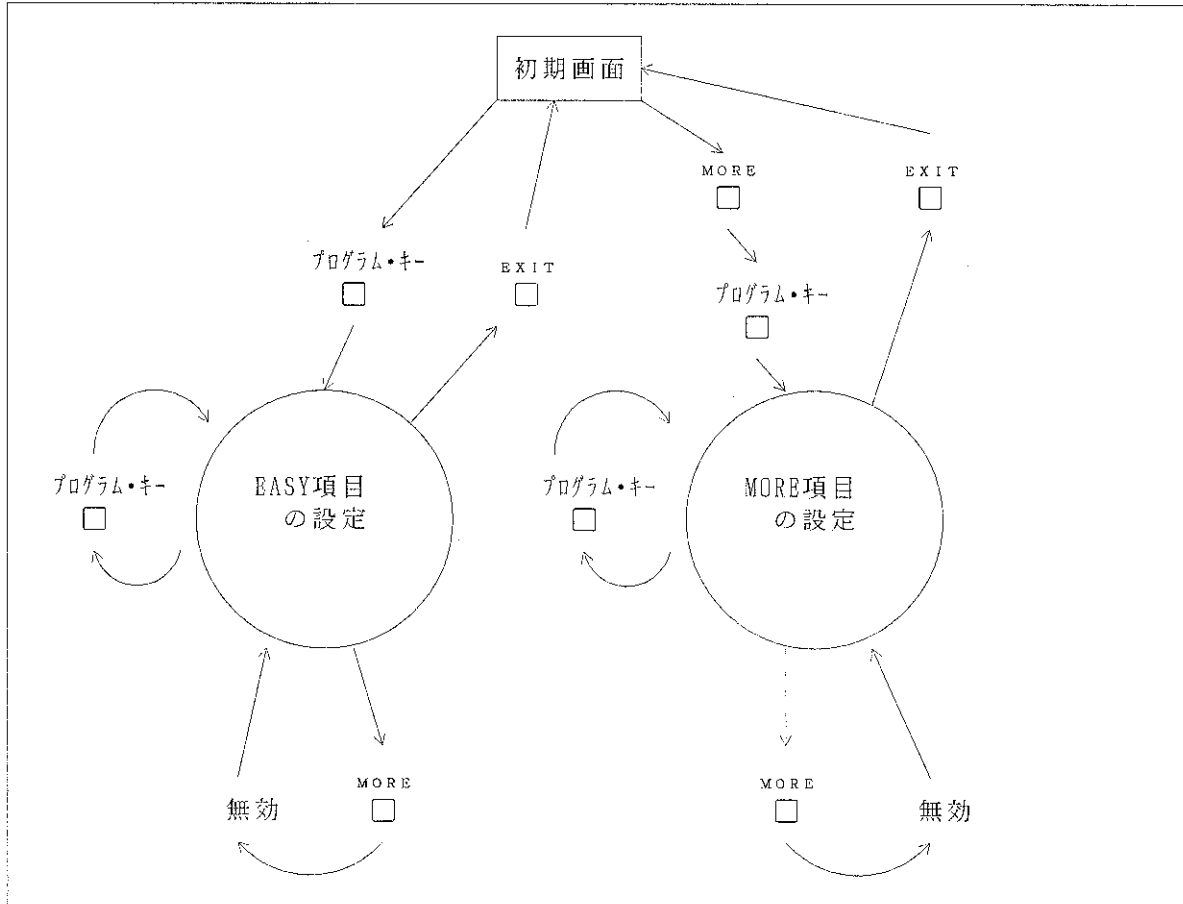 初期画面
MORE
EXIT
プログラム・キー
EXIT
プログラム・キー
プログラム・キー
EASY項目
の設定
プログラム・キー
MORE項目
の設定
無効
MORE
MORE
無効